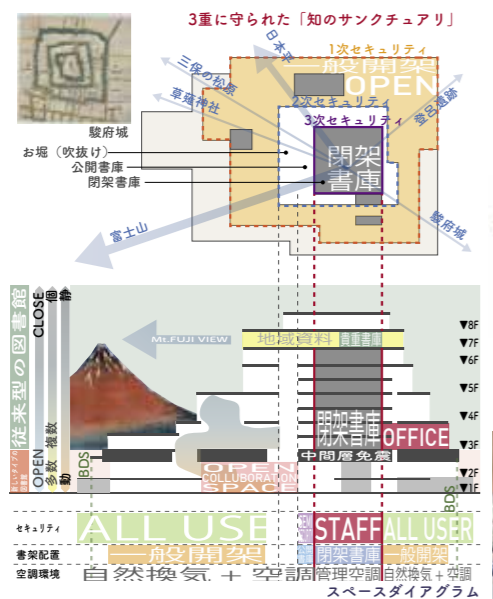 3重に守られた「知のサンクチュアリ」
日本平
1次セキュリティ
一般開架
OPEN
三保の松原
草薙神社
2次セキュリティ
登呂遺跡
3次セキュリティ
駿府城
お堀（吹抜け）
公開書庫
閉架書庫
閉架
書庫
駿府城
富士山
従来型の図書館
CLOSE
個
静
▼8F
Mt.FUJI VIEW
地域資料
貴重書庫
▼7F
▼6F
▼5F
▼4F
閉架
書庫
OFFICE
▼3F
複数
中間層免震
OPEN
多数
動
BDS
OPEN
COLLUBORATION
SPACE
▼2F
▼1F
BDS
セキュリティ
ALL USE
STAFF
ALL USER
書架配置
一般開架
閉架書庫
一般開架
空調環境
自然換気＋空調
管理空調
自然換気＋空調
スペースダイアグラム